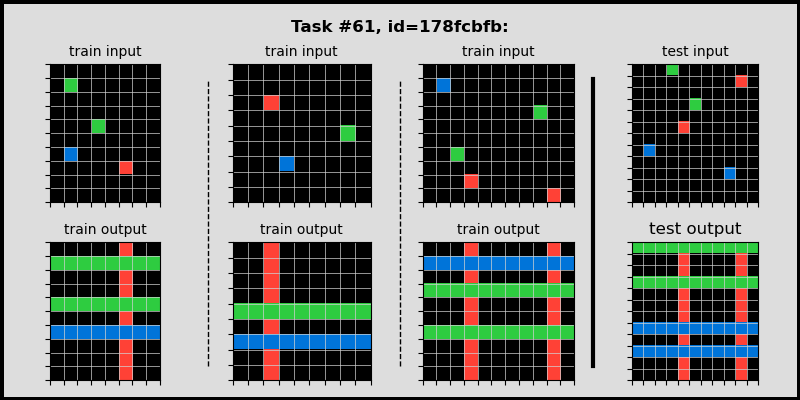 Task #61, id=178fcbfb:
train input
train input
train input
test input
train output
train output
train output
test output